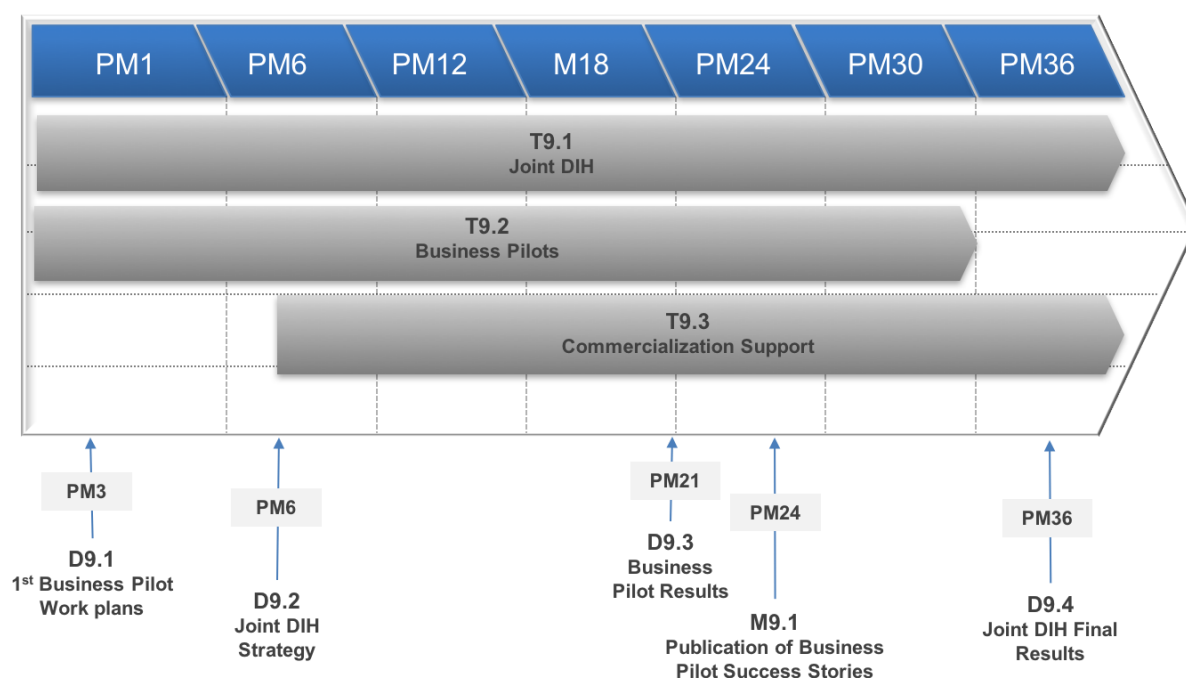 PM1 PM6 PM12 M18 PM24 PM30 PM36
T9.1
Joint DIH
T9.2
Business Pilots
T9.3
Commercialization Support
PM3
D9.1
1st Business Pilot
Work plans
PM6
D9.2
Joint DIH
Strategy
PM21
D9.3
Business
Pilot Results
PM24
M9.1
Publication of Business
Pilot Success Stories
PM36
D9.4
Joint DIH Final
Results